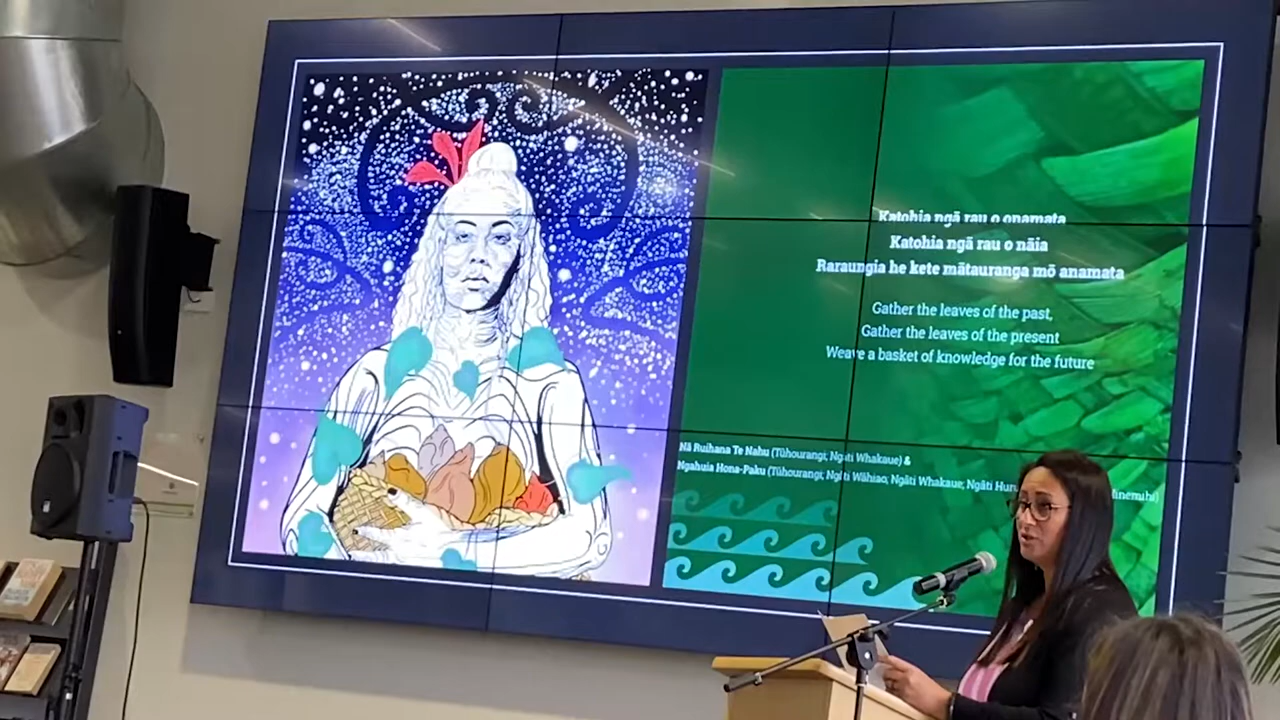 Katohia ngā rau o onamata
Katohia ngā rau o nāia
Raraungia he kete mātauranga mō anamata
Gather the leaves of the past,
Gather the leaves of the present
Weave a basket of knowledge for the future
Nā Ruihana Te Nahu (Tūhourangi; Ngāti Whakaue) &
Ngahuia Hona-Paku (Tūhourangi; Ngāti Wāhiao; Ngāti Whakaue; Ngāti